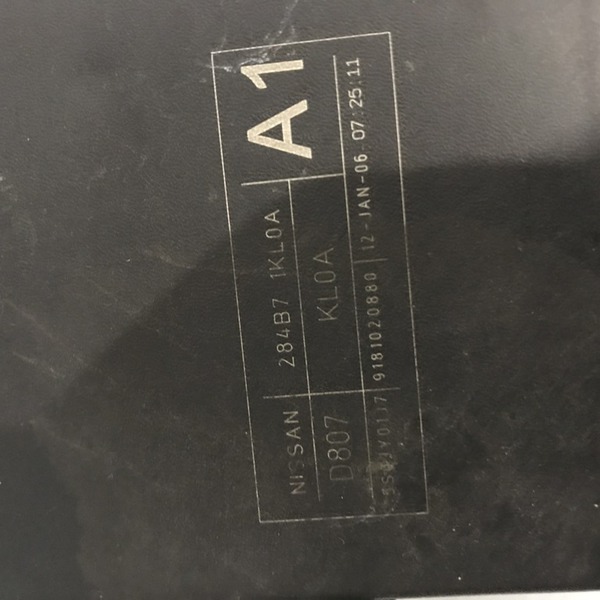 NISSAN 284B7 1KL0A A1
D807 KL0A
9181020880 12-JAN-06 07:25:11